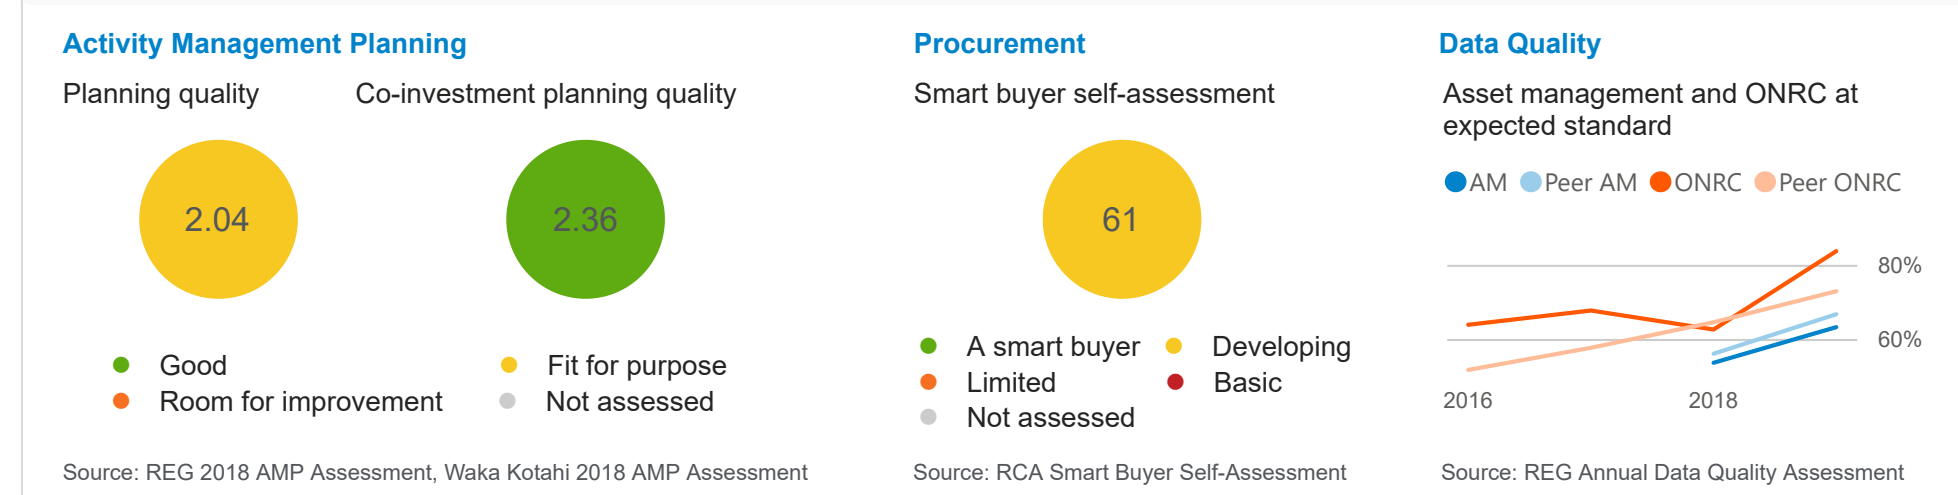 Activity Management Planning
Planning quality
Co-investment planning quality
2.04
2.36
Good
Fit for purpose
Room for improvement
Not assessed
Source: REG 2018 AMP Assessment, Waka Kotahi 2018 AMP Assessment
Procurement
Smart buyer self-assessment
61
A smart buyer
Developing
Limited
Basic
Not assessed
Source: RCA Smart Buyer Self-Assessment
Data Quality
Asset management and ONRC at
expected standard
AM Peer AM ONRC Peer ONRC
80%
60%
2016
2018
Source: REG Annual Data Quality Assessment